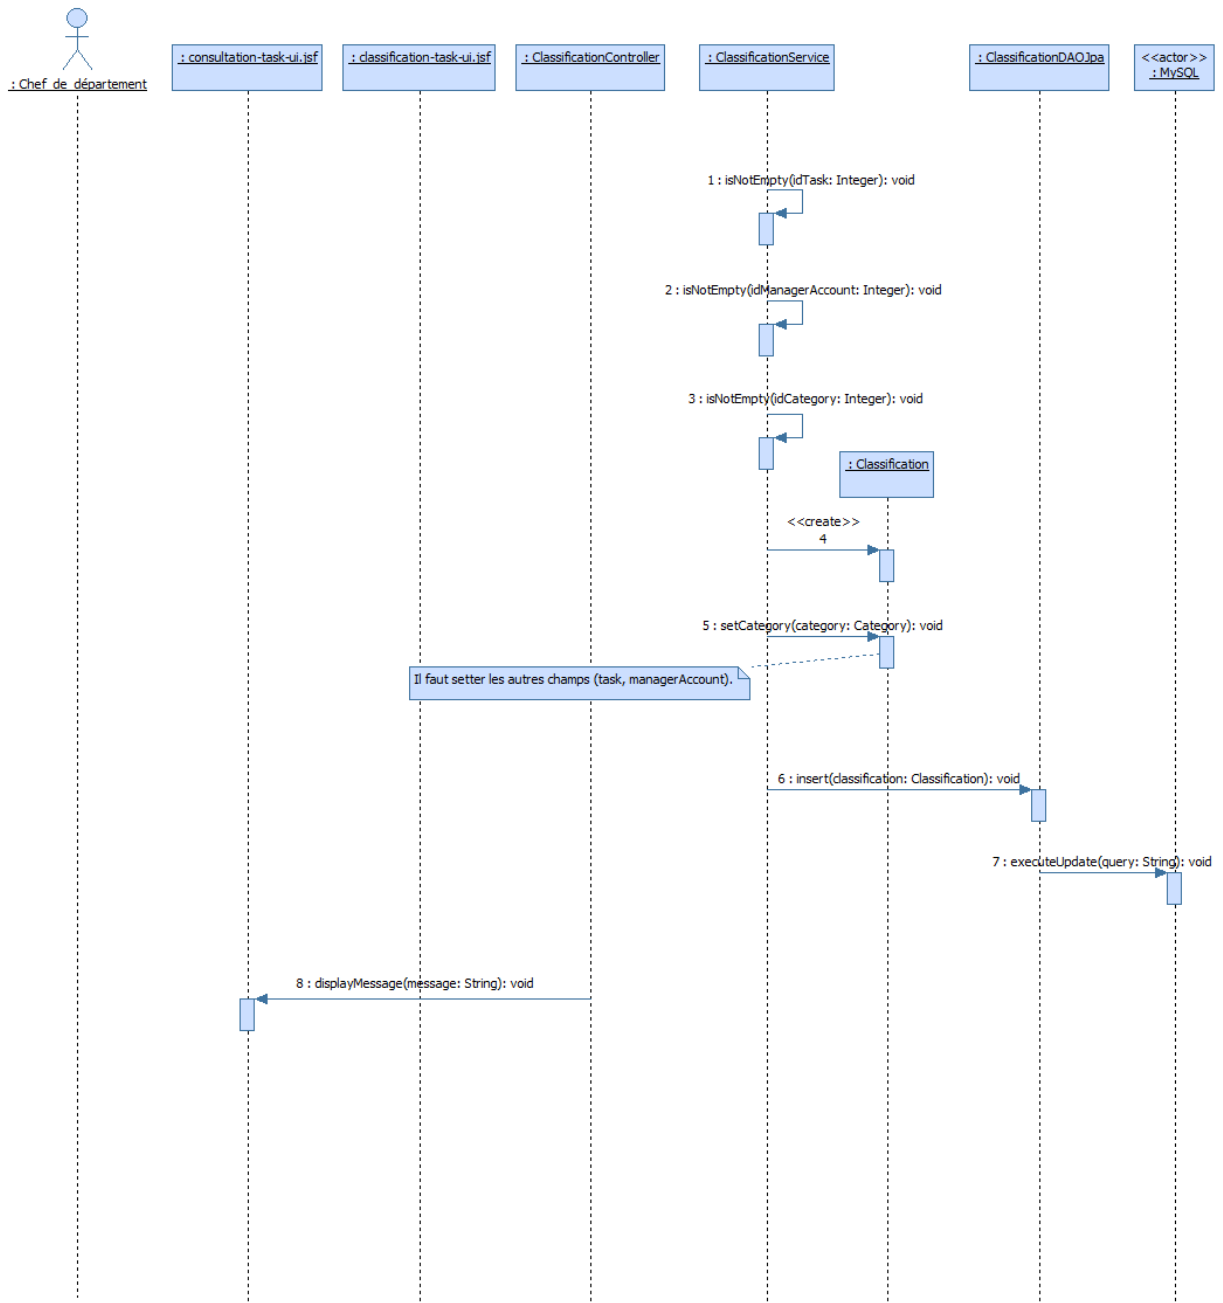 : Chef de département
: consultation-task-ui.jsf
: classification-task-ui.jsf
: ClassificationController
: ClassificationService
: ClassificationDAOJpa
<<actor>>
: MySQL
1 : isNotEmpty(idTask: Integer): void
2 : isNotEmpty(idManagerAccount: Integer): void
3 : isNotEmpty(idCategory: Integer): void
: Classification
<<create>>
4
5 : setCategory(category: Category): void
Il faut setter les autres champs (task, managerAccount).
6 : insert(classification: Classification): void
7 : executeUpdate(query: String): void
8 : displayMessage(message: String): void